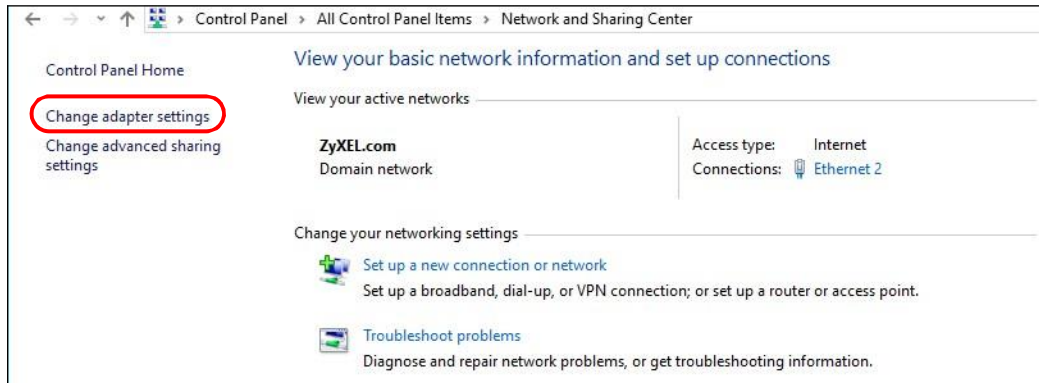 Control Panel > All Control Panel Items > Network and Sharing Center
Control Panel Home
Change adapter settings
Change advanced sharing
settings
View your basic network information and set up connections
View your active networks
ZyXEL.com
Domain network
Access type: Internet
Connections: Ethernet 2
Change your networking settings
Set up a new connection or network
Set up a broadband, dial-up, or VPN connection; or set up a router or access point.
Troubleshoot problems
Diagnose and repair network problems, or get troubleshooting information.